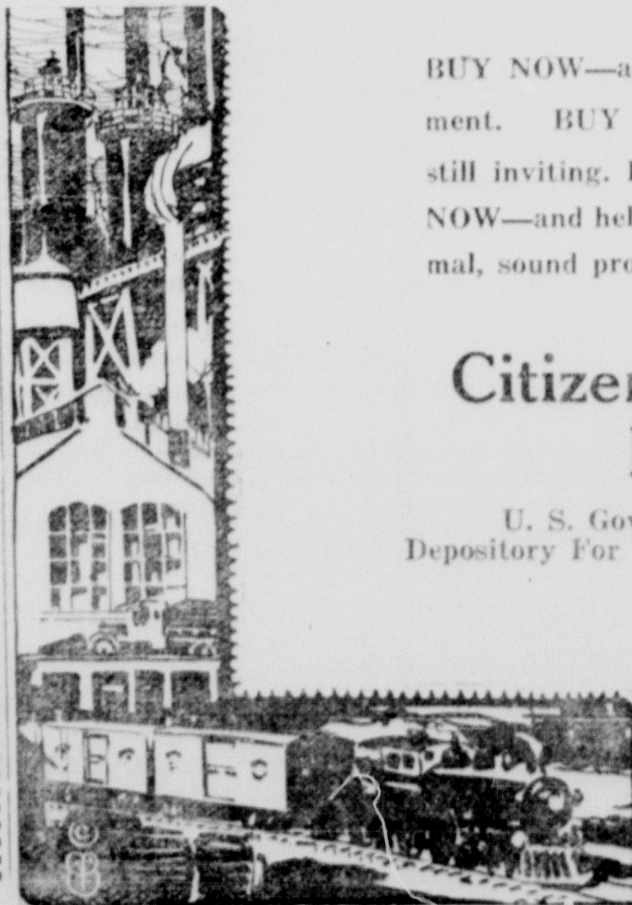 BUY NOW—a
ment. BUY
still inviting.
NOW—and hel
mal, sound pro
Citizen
U. S. Gov
Depository For